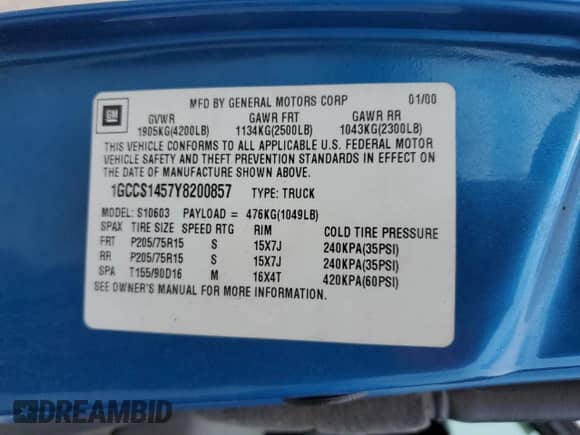 MFD BY GENERAL MOTORS CORP 01/00
GM GVWR GAWR FRT GAWR RR
1905KG(4200LB) 1134KG(2500LB) 1043KG(2300LB)
THIS VEHICLE CONFORMS TO ALL APPLICABLE U.S. FEDERAL MOTOR
VEHICLE SAFETY AND THEFT PREVENTION STANDARDS IN EFFECT ON
THE DATE OF MANUFACTURE SHOWN ABOVE.
1GCCS1457Y8200857 TYPE: TRUCK
MODEL: S10603 PAYLOAD = 476KG(1049LB)
SPAX TIRE SIZE SPEED RTG RIM COLD TIRE PRESSURE
FRT P205/75R15 S 15X7J 240KPA(35PSI)
RR P205/75R15 S 15X7J 240KPA(35PSI)
SPA T155/90D16 M 16X4T 420KPA(60PSI)
SEE OWNER'S MANUAL FOR MORE INFORMATION.
DREAMBID